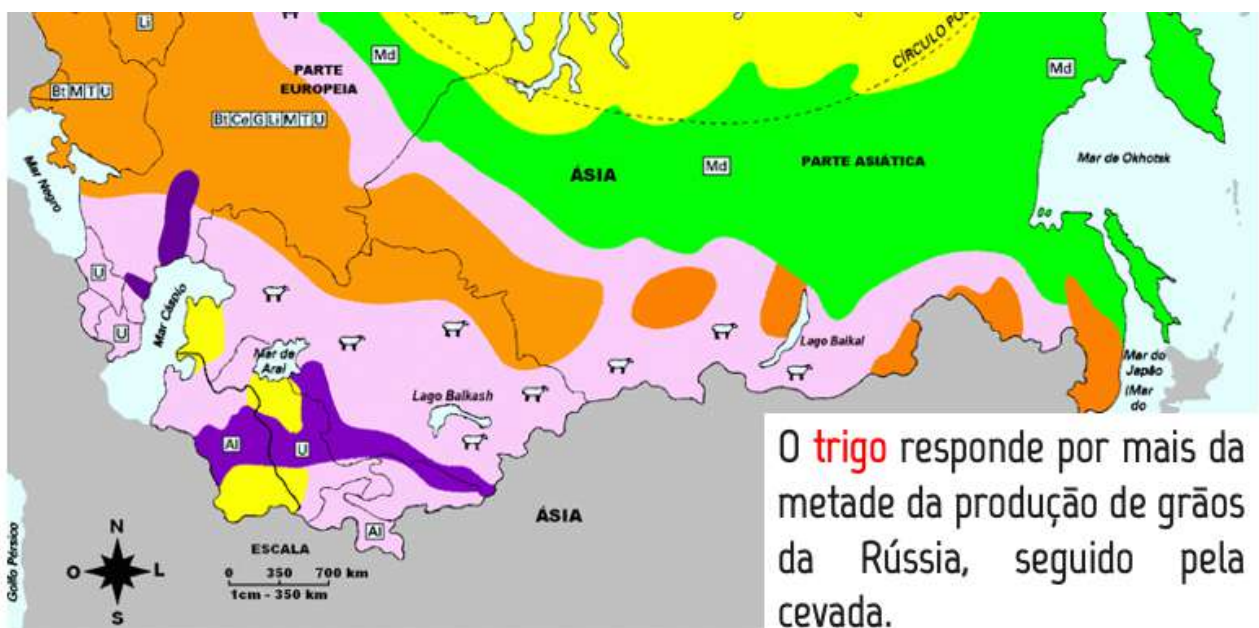 Li
Md
CÍRCULO
Md
PARTE
EUROPEIA
Bt M T U
Bt Ce G Li M T U
ÁSIA
Md
PARTE ASIÁTICA
Mar de Okhotsk
Mar Negro
U
U
Mar Cáspio
Mar de
Aral
Lago Balkash
Lago Baikal
Mar do
Japão
(Mar
do
Al
U
Al
ÁSIA
Golfo Pérsico
N
O
L
S
ESCALA
0 350 700 km
1cm - 350 km
O trigo responde por mais da
metade da produção de grãos
da Rússia, seguido pela
cevada.